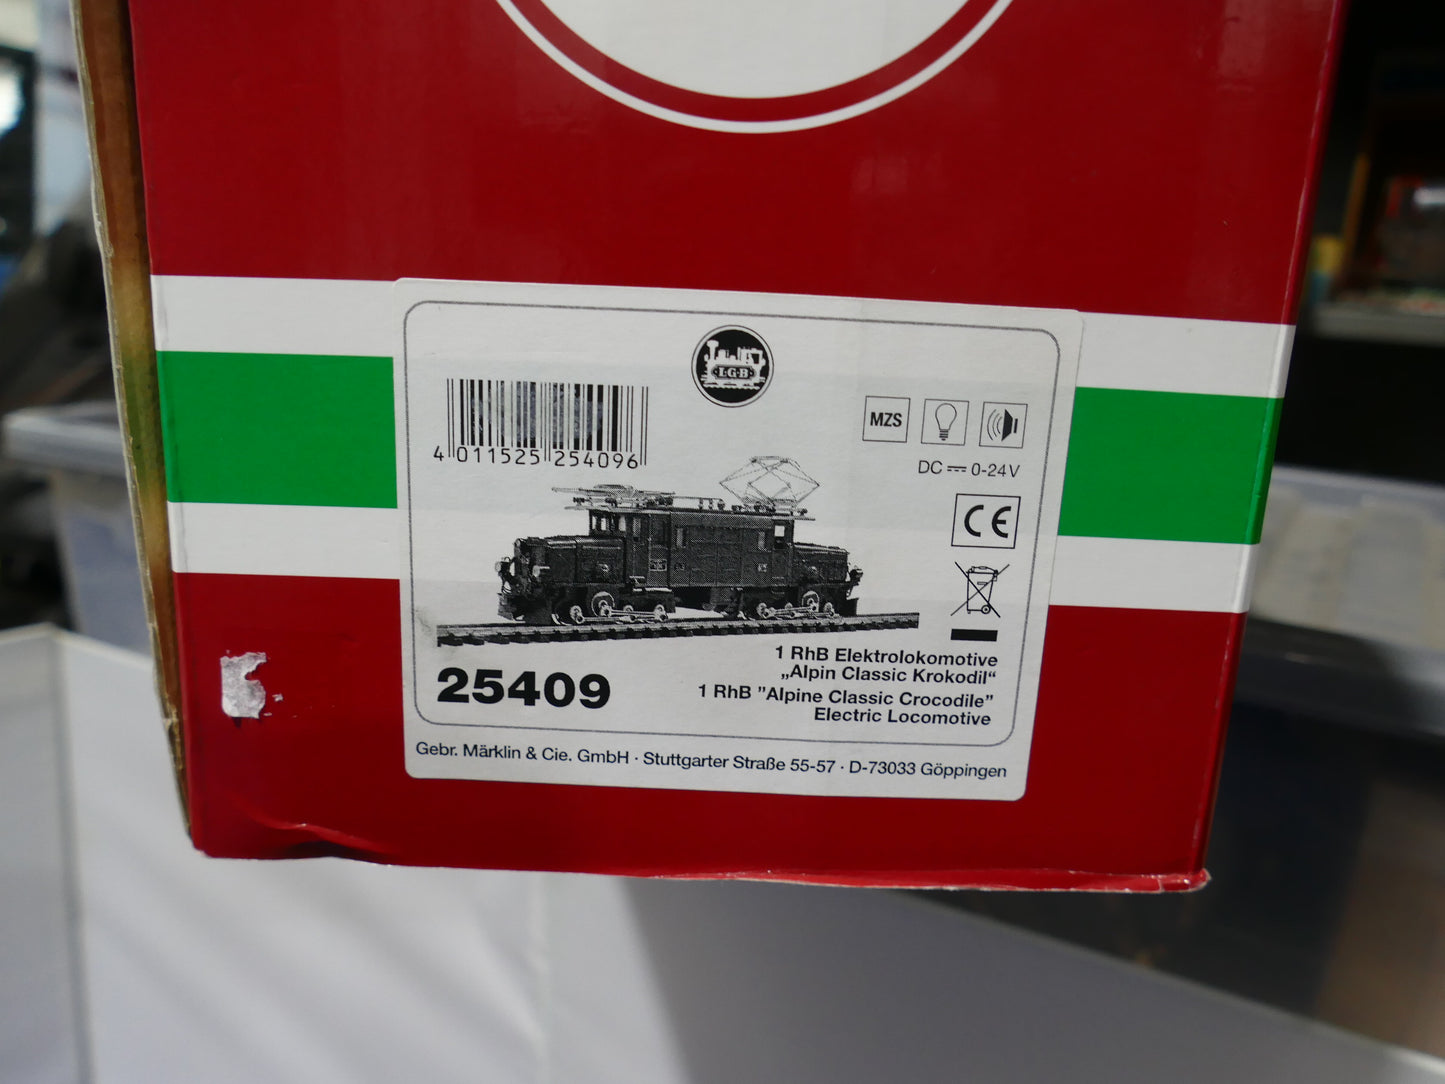 LGB
4 011525 254096
MZS
DC 0-24V
CE
1 RhB Elektrolokomotive
„Alpin Classic Krokodil“
25409
1 RhB "Alpine Classic Crocodile"
Electric Locomotive
Gebr. Märklin & Cie. GmbH · Stuttgarter Straße 55-57 · D-73033 Göppingen